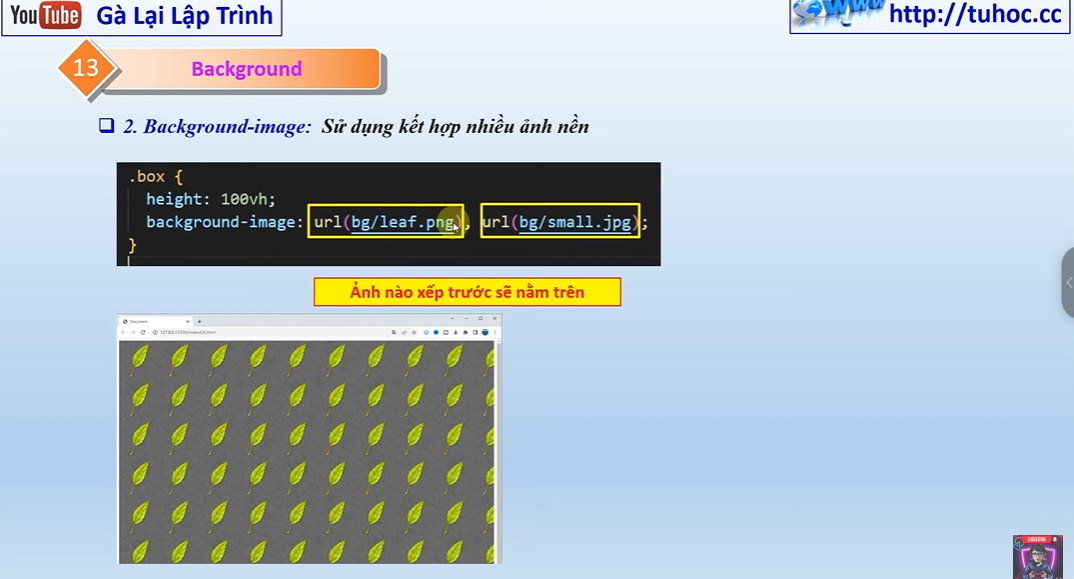 YouTube Gà Lại Lập Trình
WWW http://tuhoc.cc
13 Background
2. Background-image: Sử dụng kết hợp nhiều ảnh nền
.box {
height: 100vh;
background-image: url(bg/leaf.png), url(bg/small.jpg);
}
Ảnh nào xếp trước sẽ nằm trên
Document
SUBSCRIBE